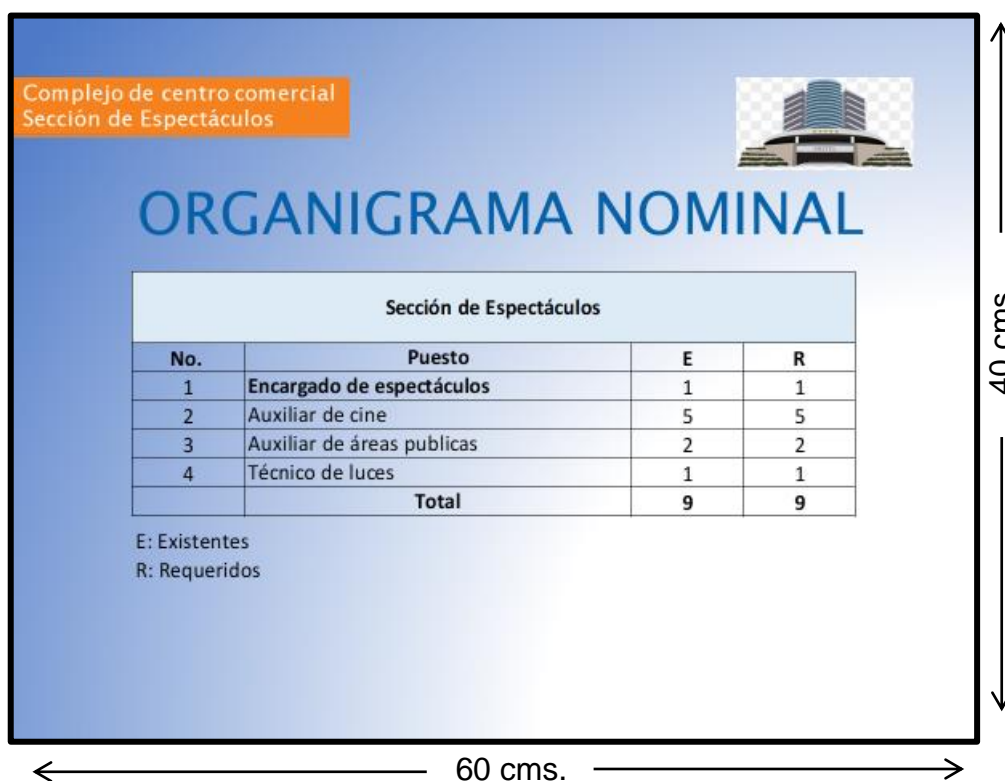 Complejo de centro comercial
Sección de Espectáculos
ORGANIGRAMA NOMINAL
Sección de Espectáculos
No. Puesto E R
1 Encargado de espectáculos 1 1
2 Auxiliar de cine 5 5
3 Auxiliar de áreas publicas 2 2
4 Técnico de luces 1 1
Total 9 9
E: Existentes
R: Requeridos
40 cms
60 cms.